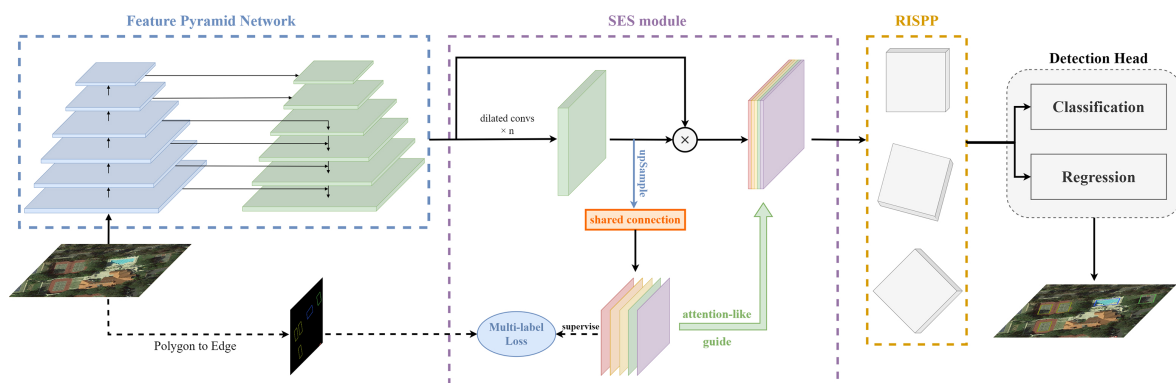 Feature Pyramid Network
SES module
RISPP
Detection Head
Classification
Regression
dilated convs
× n
×
upSample
shared connection
Multi-label
Loss
supervise
attention-like
guide
Polygon to Edge